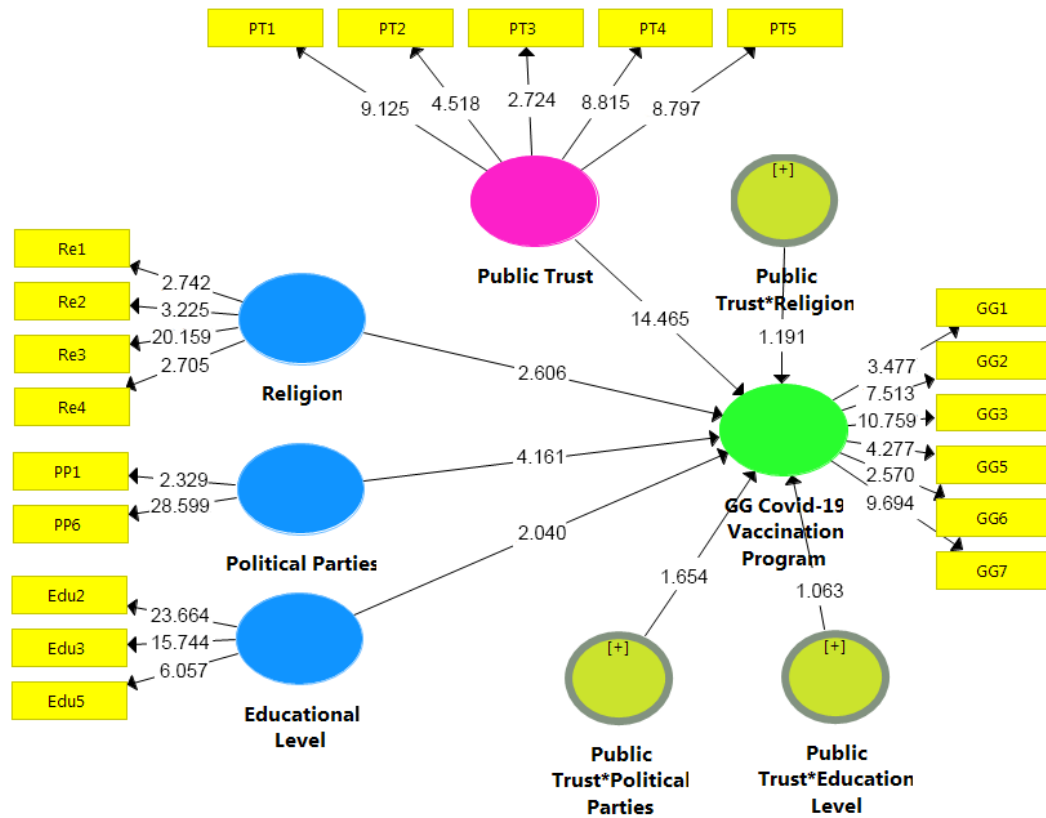 PT1
PT2
PT3
PT4
PT5
9.125
4.518
2.724
8.815
8.797
Public Trust
[+]
Public
Trust*Religion
Re1
Re2
Re3
Re4
2.742
3.225
20.159
2.705
Religion
14.465
1.191
2.606
PP1
PP6
2.329
28.599
Political Parties
4.161
Edu2
Edu3
Edu5
23.664
15.744
6.057
Educational
Level
2.040
GG Covid-19
Vaccination
Program
3.477
7.513
10.759
4.277
2.570
9.694
GG1
GG2
GG3
GG5
GG6
GG7
1.654
1.063
[+]
Public
Trust*Political
Parties
[+]
Public
Trust*Education
Level